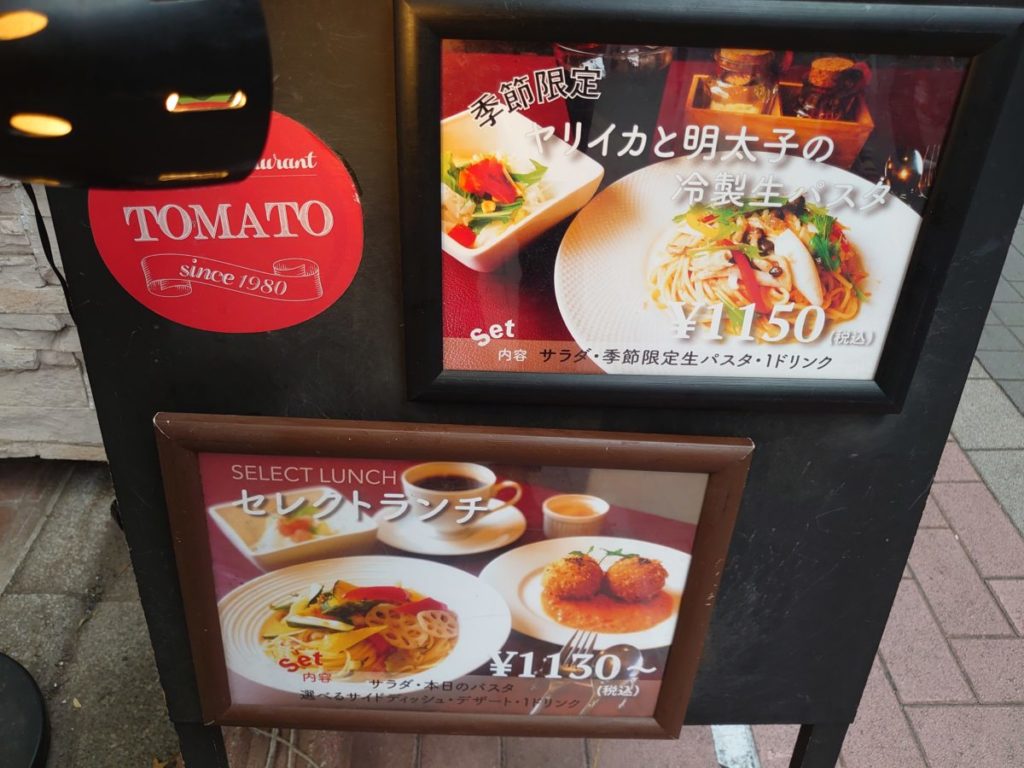 TOMATO
since 1980
季節限定
ヤリイカと明太子の
冷製生パスタ
¥1150(税込)
Set
内容 サラダ・季節限定生パスタ・1ドリンク
SELECT LUNCH
セレクトランチ
¥1130~
(税込)
Set
内容
サラダ・本日のパスタ
選べるサイドディッシュ・デザート・1ドリンク